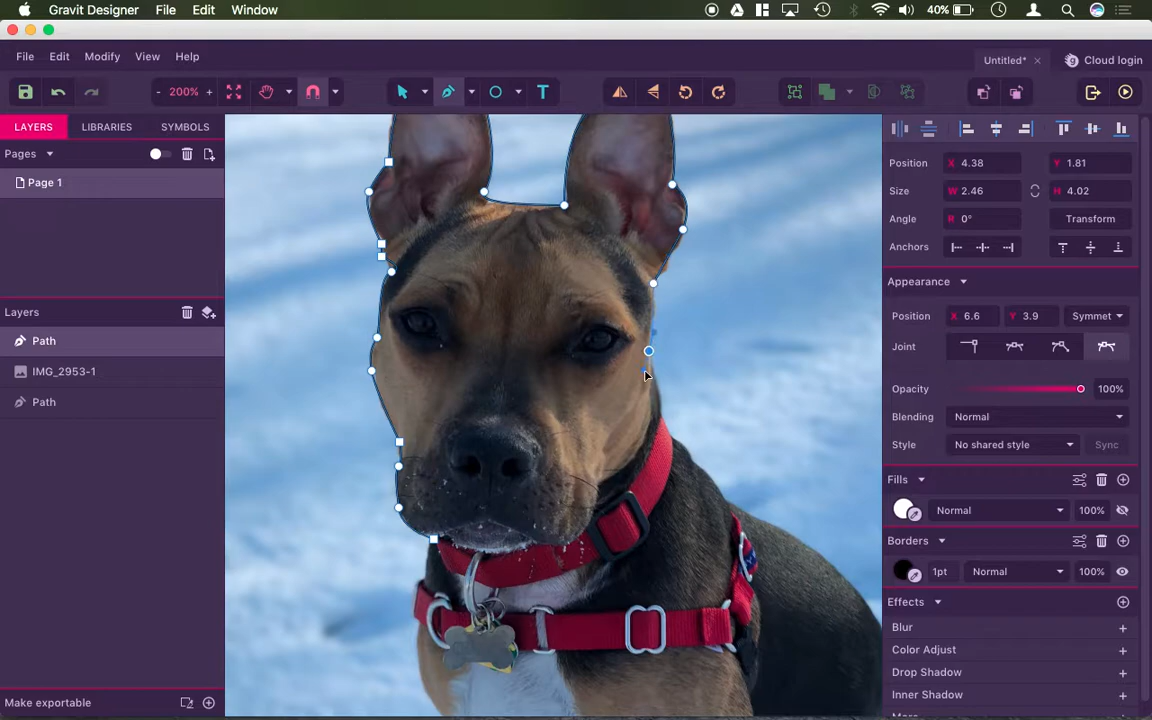 Gravit Designer File Edit Window 40%
File Edit Modify View Help Untitled* × Cloud login
- 200% + T
LAYERS LIBRARIES SYMBOLS
Pages
Page 1
Layers
Path
IMG_2953-1
Path
Make exportable
Position X 4.38 Y 1.81
Size W 2.46 H 4.02
Angle R 0° Transform
Anchors
Appearance
Position X 6.6 Y 3.9 Symmet
Joint
Opacity 100%
Blending Normal
Style No shared style Sync
Fills
Normal 100%
Borders
1pt Normal 100%
Effects
Blur +
Color Adjust +
Drop Shadow +
Inner Shadow +